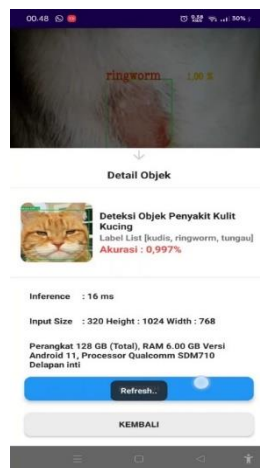 00.48
30%
ringworm 1.00 %
Detail Objek
Deteksi Objek Penyakit Kulit
Kucing
Label List [kudis, ringworm, tungau]
Akurasi : 0,997%
Inference : 16 ms
Input Size : 320 Height : 1024 Width : 768
Perangkat 128 GB (Total), RAM 6.00 GB Versi
Android 11, Processor Qualcomm SDM710
Delapan inti
Refresh..
KEMBALI